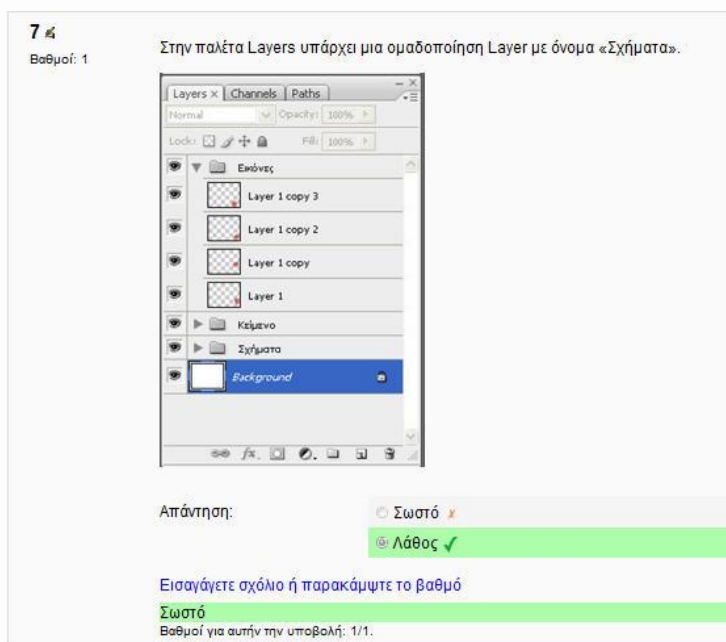 7
Βαθμοί: 1
Στην παλέτα Layers υπάρχει μια ομαδοποίηση Layer με όνομα «Σχήματα».
Layers x Channels Paths
Normal Opacity: 100%
Lock: Fill: 100%
Εικόνες
Layer 1 copy 3
Layer 1 copy 2
Layer 1 copy
Layer 1
Κείμενο
Σχήματα
Background
fx.
Απάντηση:
Σωστό
Λάθος
Εισαγάγετε σχόλιο ή παρακάμψτε το βαθμό
Σωστό
Βαθμοί για αυτήν την υποβολή: 1/1.